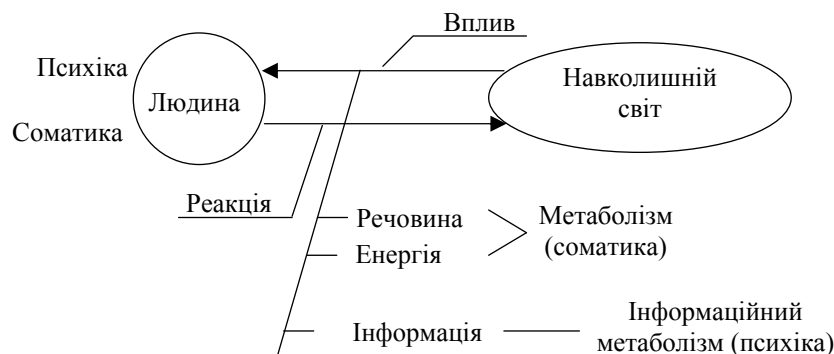 Вплив
Психіка
Людина
Соматика
Навколишній
світ
Реакція
Речовина
Енергія
Метаболізм
(соматика)
Інформація
Інформаційний
метаболізм (психіка)